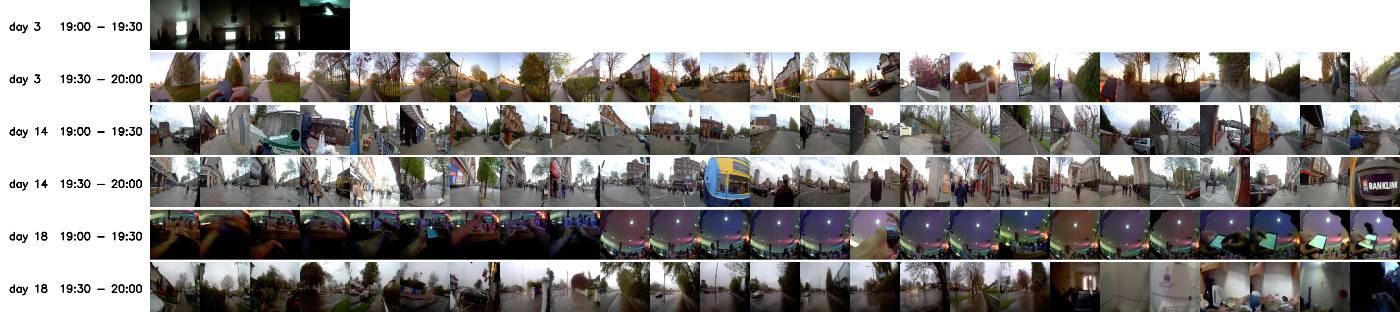 day 3 19:00 - 19:30
day 3 19:30 - 20:00
day 14 19:00 - 19:30
day 14 19:30 - 20:00
BANKLIN
day 18 19:00 - 19:30
day 18 19:30 - 20:00